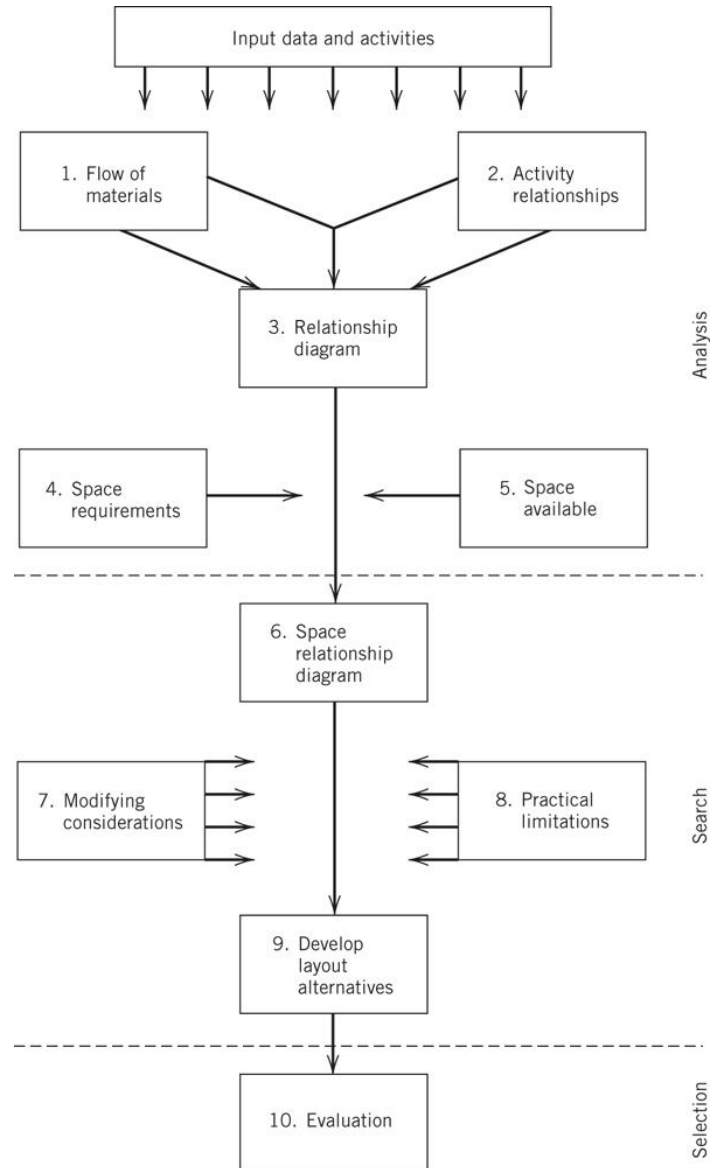 Input data and activities
1. Flow of
materials
2. Activity
relationships
3. Relationship
diagram
Analysis
4. Space
requirements
5. Space
available
6. Space
relationship
diagram
7. Modifying
considerations
8. Practical
limitations
Search
9. Develop
layout
alternatives
10. Evaluation
Selection